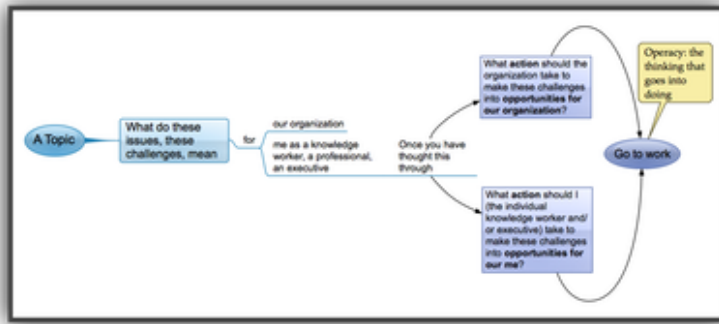 A Topic
What do these
issues, these
challenges, mean
for
our organization
me as a knowledge
worker, a professional,
an executive
Once you have
thought this
through
What action should the
organization take to
make these challenges
into opportunities for
our organization?
What action should I
(the individual
knowledge worker and/
or executive) take to
make these challenges
into opportunities for
our me?
Go to work
Operacy: the
thinking that
goes into
doing